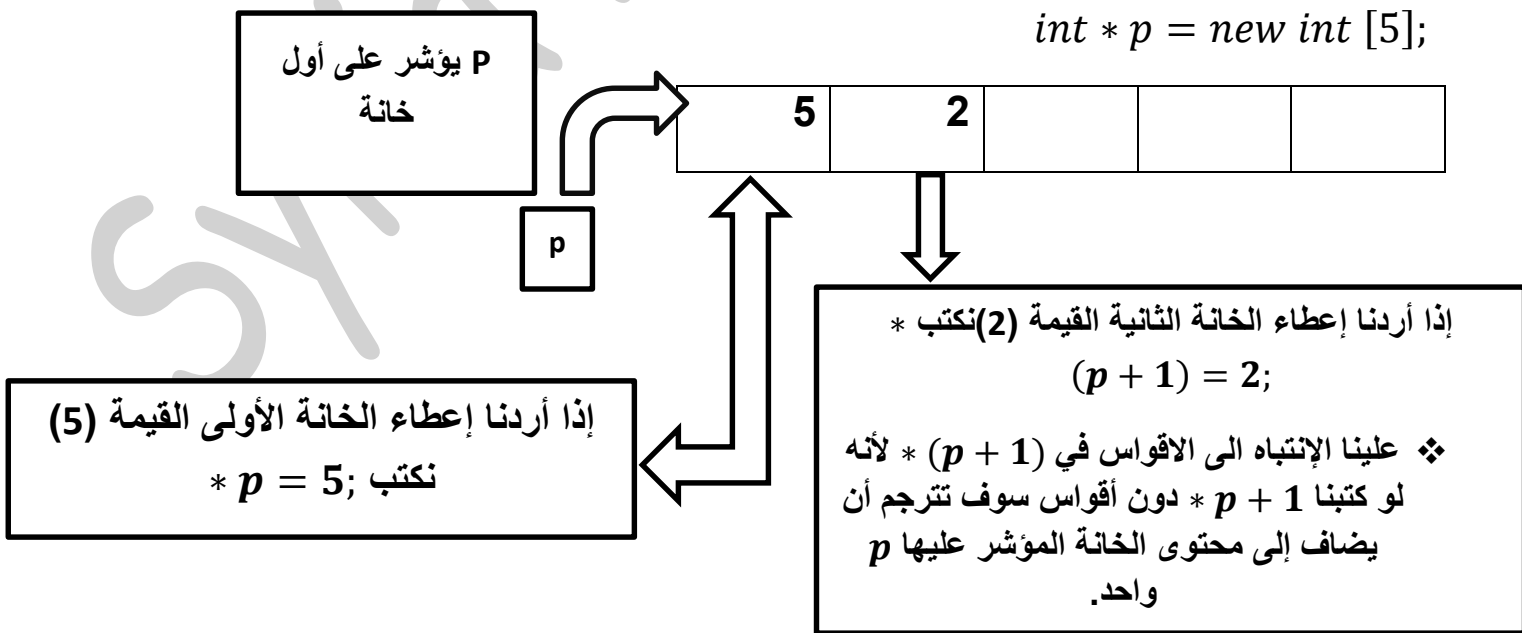 int * p = new int [5];
P يؤشر على أول
خانة
5 2
p
إذا أردنا إعطاء الخانة الثانية القيمة (2)نكتب *
(p + 1) = 2;
❖ علينا الإنتباه الى الاقواس في (p + 1) * لأنه
لو كتبنا p + 1 * دون أقواس سوف تترجم أن
يضاف إلى محتوى الخانة المؤشر عليها p
واحد.
إذا أردنا إعطاء الخانة الأولى القيمة (5)
نكتب ;p = 5 *